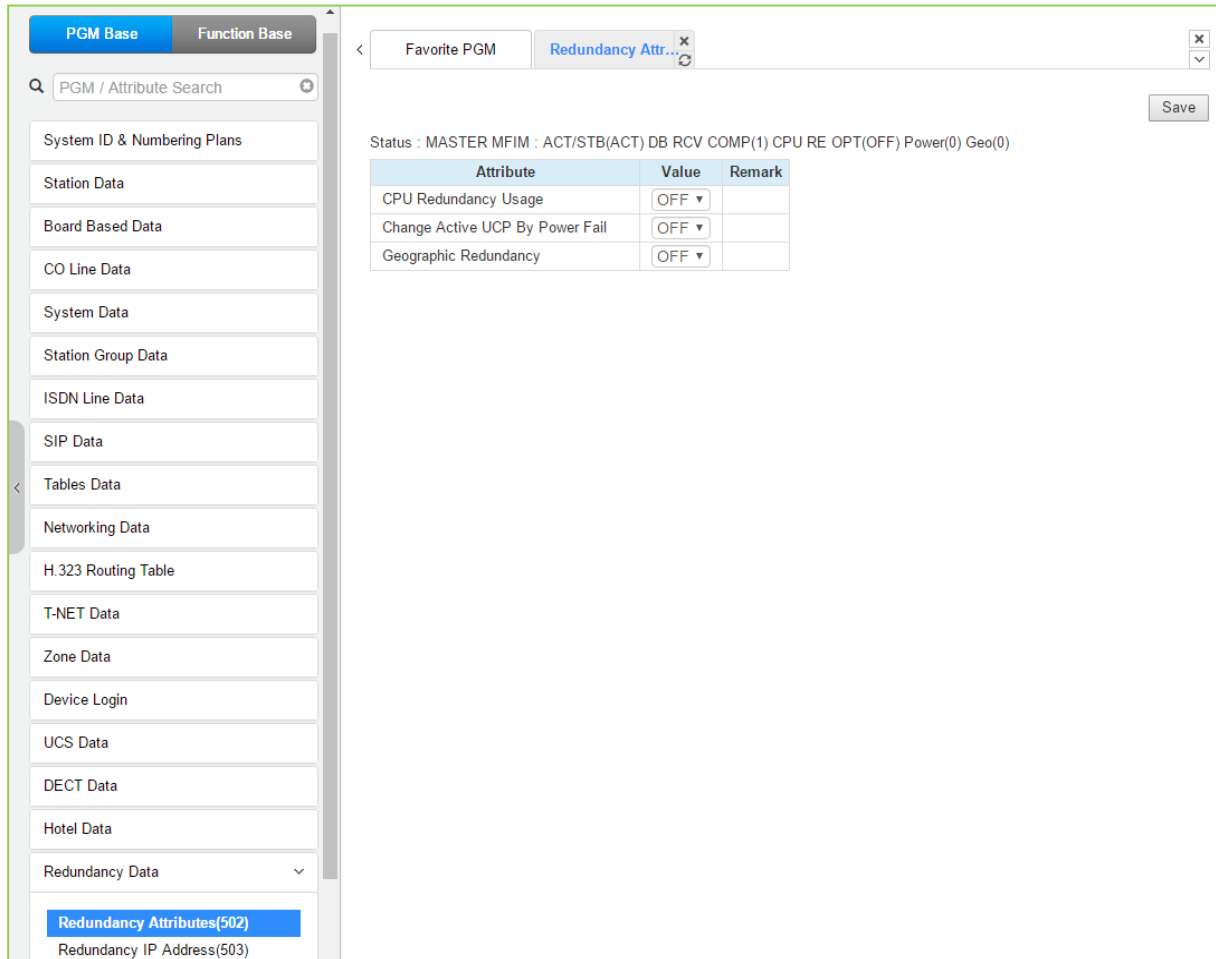 PGM Base Function Base
PGM / Attribute Search
System ID & Numbering Plans
Station Data
Board Based Data
CO Line Data
System Data
Station Group Data
ISDN Line Data
SIP Data
Tables Data
Networking Data
H.323 Routing Table
T-NET Data
Zone Data
Device Login
UCS Data
DECT Data
Hotel Data
Redundancy Data
Redundancy Attributes(502)
Redundancy IP Address(503)
Favorite PGM Redundancy Attr...
Save
Status : MASTER MFIM : ACT/STB(ACT) DB RCV COMP(1) CPU RE OPT(OFF) Power(0) Geo(0)
Attribute Value Remark
CPU Redundancy Usage OFF
Change Active UCP By Power Fail OFF
Geographic Redundancy OFF